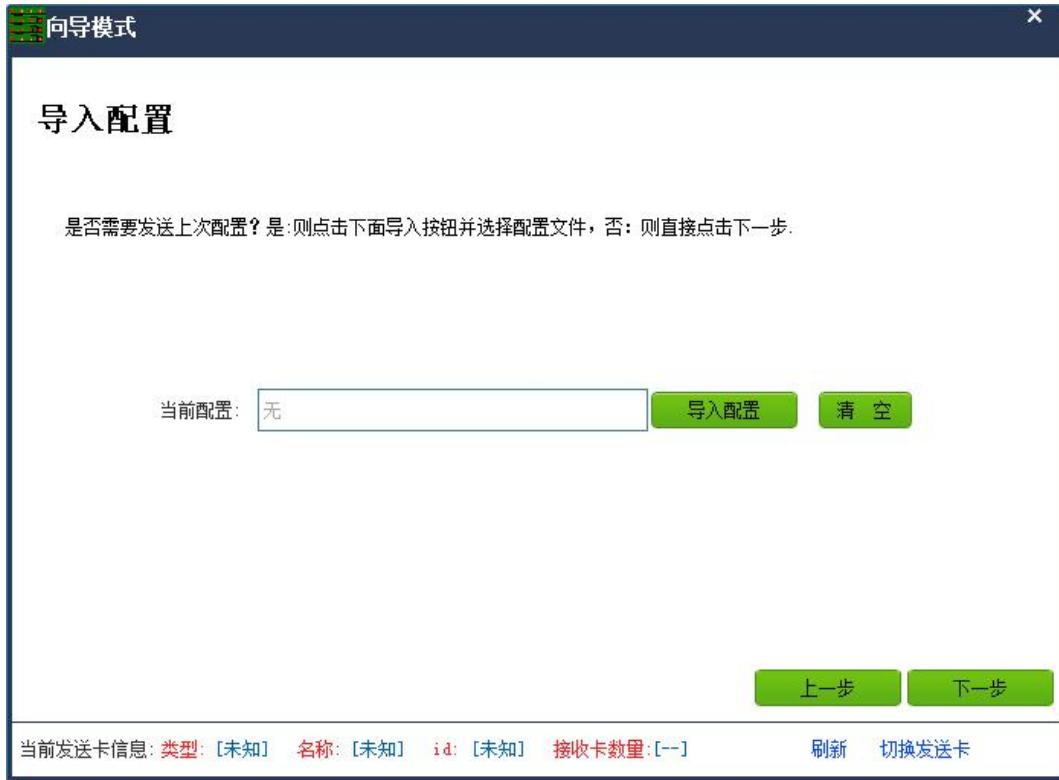 向导模式
导入配置
是否需要发送上次配置？是:则点击下面导入按钮并选择配置文件，否：则直接点击下一步.
当前配置: 无 导入配置 清 空
上一步 下一步
当前发送卡信息: 类型: [未知] 名称: [未知] id: [未知] 接收卡数量:[--] 刷新 切换发送卡